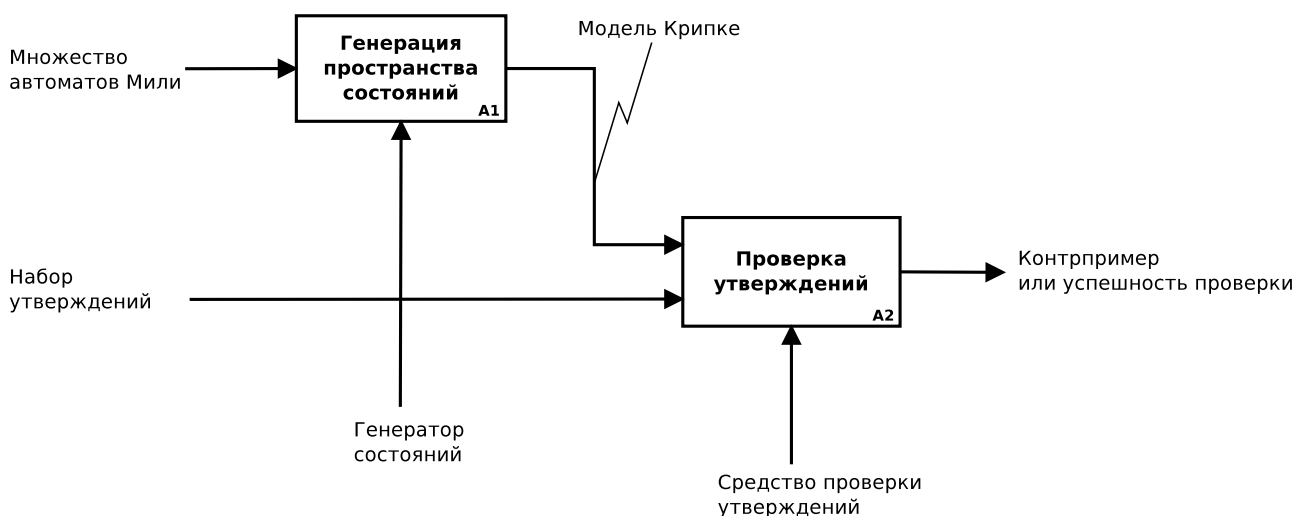 Модель Крипке
Множество
автоматов Мили
Генерация
пространства
состояний
A1
Набор
утверждений
Проверка
утверждений
A2
Контрпример
или успешность проверки
Генератор
состояний
Средство проверки
утверждений